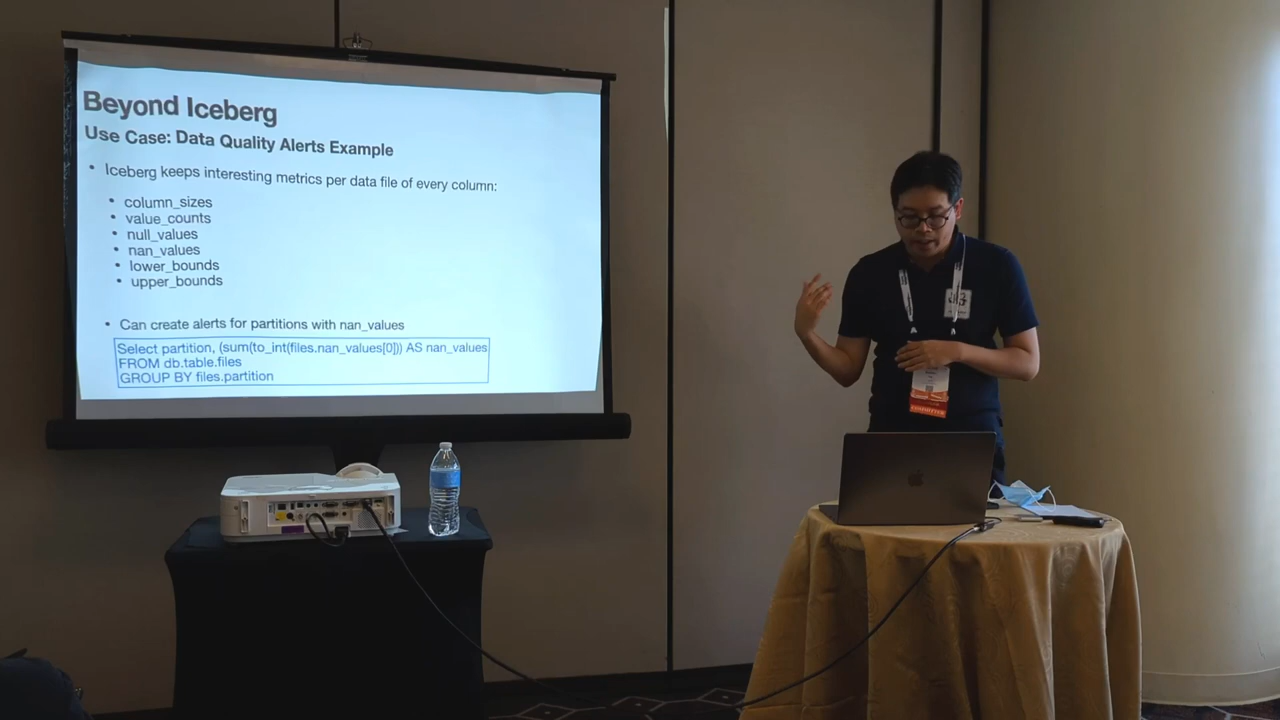 Beyond Iceberg
Use Case: Data Quality Alerts Example
• Iceberg keeps interesting metrics per data file of every column:
• column_sizes
• value_counts
• null_values
• nan_values
• lower_bounds
• upper_bounds
• Can create alerts for partitions with nan_values
Select partition, (sum(to_int(files.nan_values[0])) AS nan_values
FROM db.table.files
GROUP BY files.partition
COMMITTER